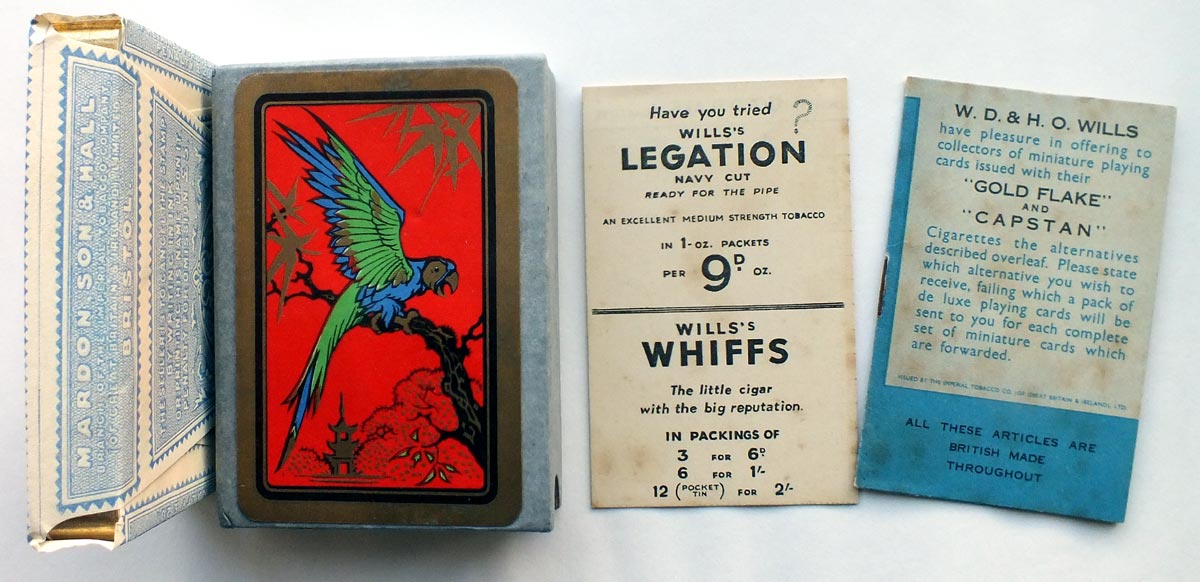 MARDON, SON & HALL
BRISTOL
Have you tried
?
WILLS'S
LEGATION
NAVY CUT
READY FOR THE PIPE
AN EXCELLENT MEDIUM STRENGTH TOBACCO
IN 1-OZ. PACKETS
PER 9D. OZ.
WILLS'S
WHIFFS
The little cigar
with the big reputation.
IN PACKINGS OF
3 FOR 6D
6 FOR 1/-
12 (POCKET TIN) FOR 2/-
W. D. & H. O. WILLS
have pleasure in offering to
collectors of miniature playing
cards issued with their
"GOLD FLAKE"
AND
"CAPSTAN"
Cigarettes the alternatives
described overleaf. Please state
which alternative you wish to
receive, failing which a pack of
de luxe playing cards will be
sent to you for each complete
set of miniature cards which
are forwarded.
ISSUED BY THE IMPERIAL TOBACCO CO. (OF GREAT BRITAIN & IRELAND), LTD.
ALL THESE ARTICLES ARE
BRITISH MADE
THROUGHOUT